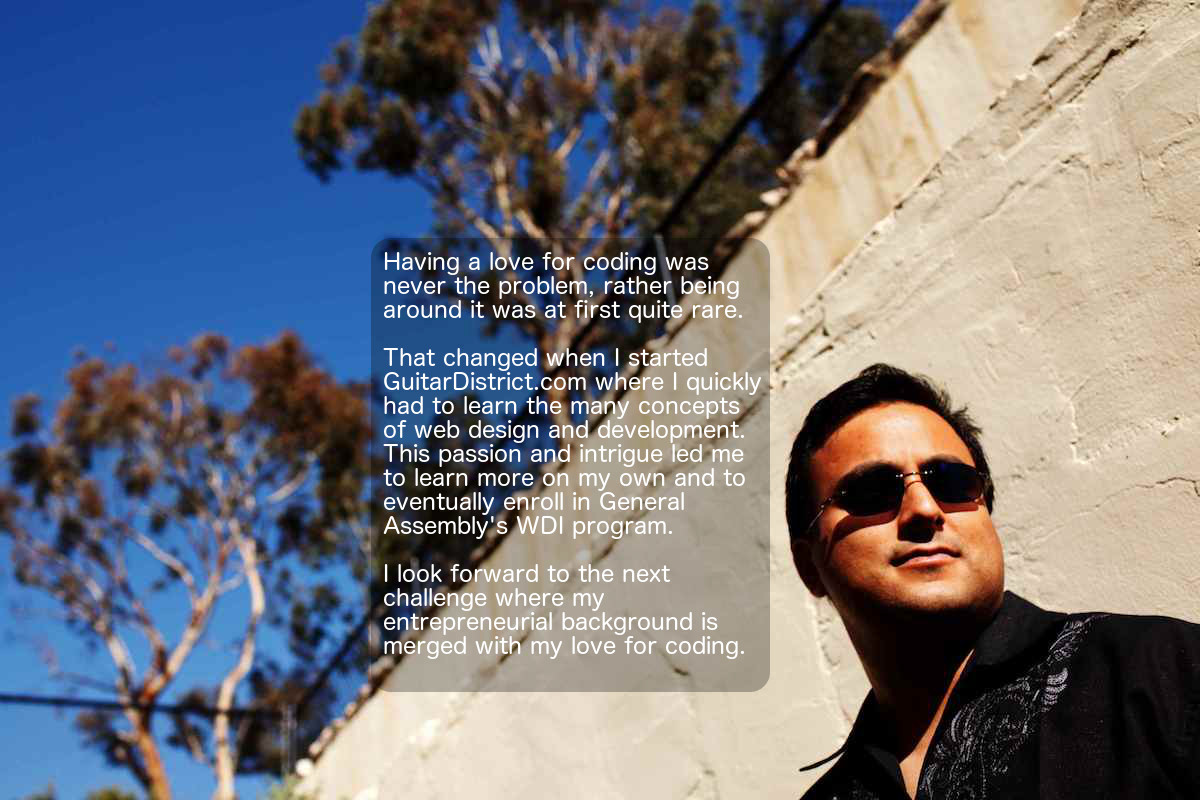 Having a love for coding was
never the problem, rather being
around it was at first quite rare.
That changed when I started
GuitarDistrict.com where I quickly
had to learn the many concepts
of web design and development.
This passion and intrigue led me
to learn more on my own and to
eventually enroll in General
Assembly's WDI program.
I look forward to the next
challenge where my
entrepreneurial background is
merged with my love for coding.